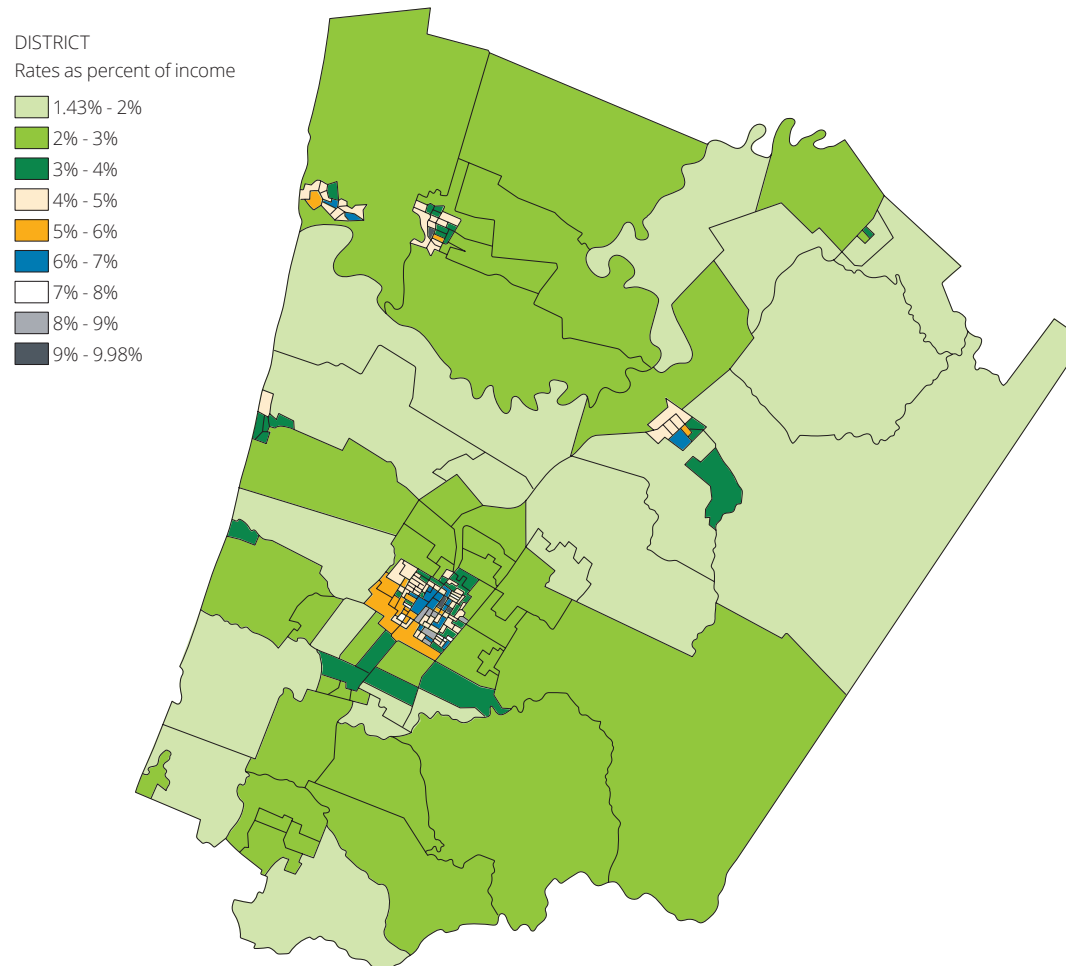 DISTRICT
Rates as percent of income
1.43% - 2%
2% - 3%
3% - 4%
4% - 5%
5% - 6%
6% - 7%
7% - 8%
8% - 9%
9% - 9.98%